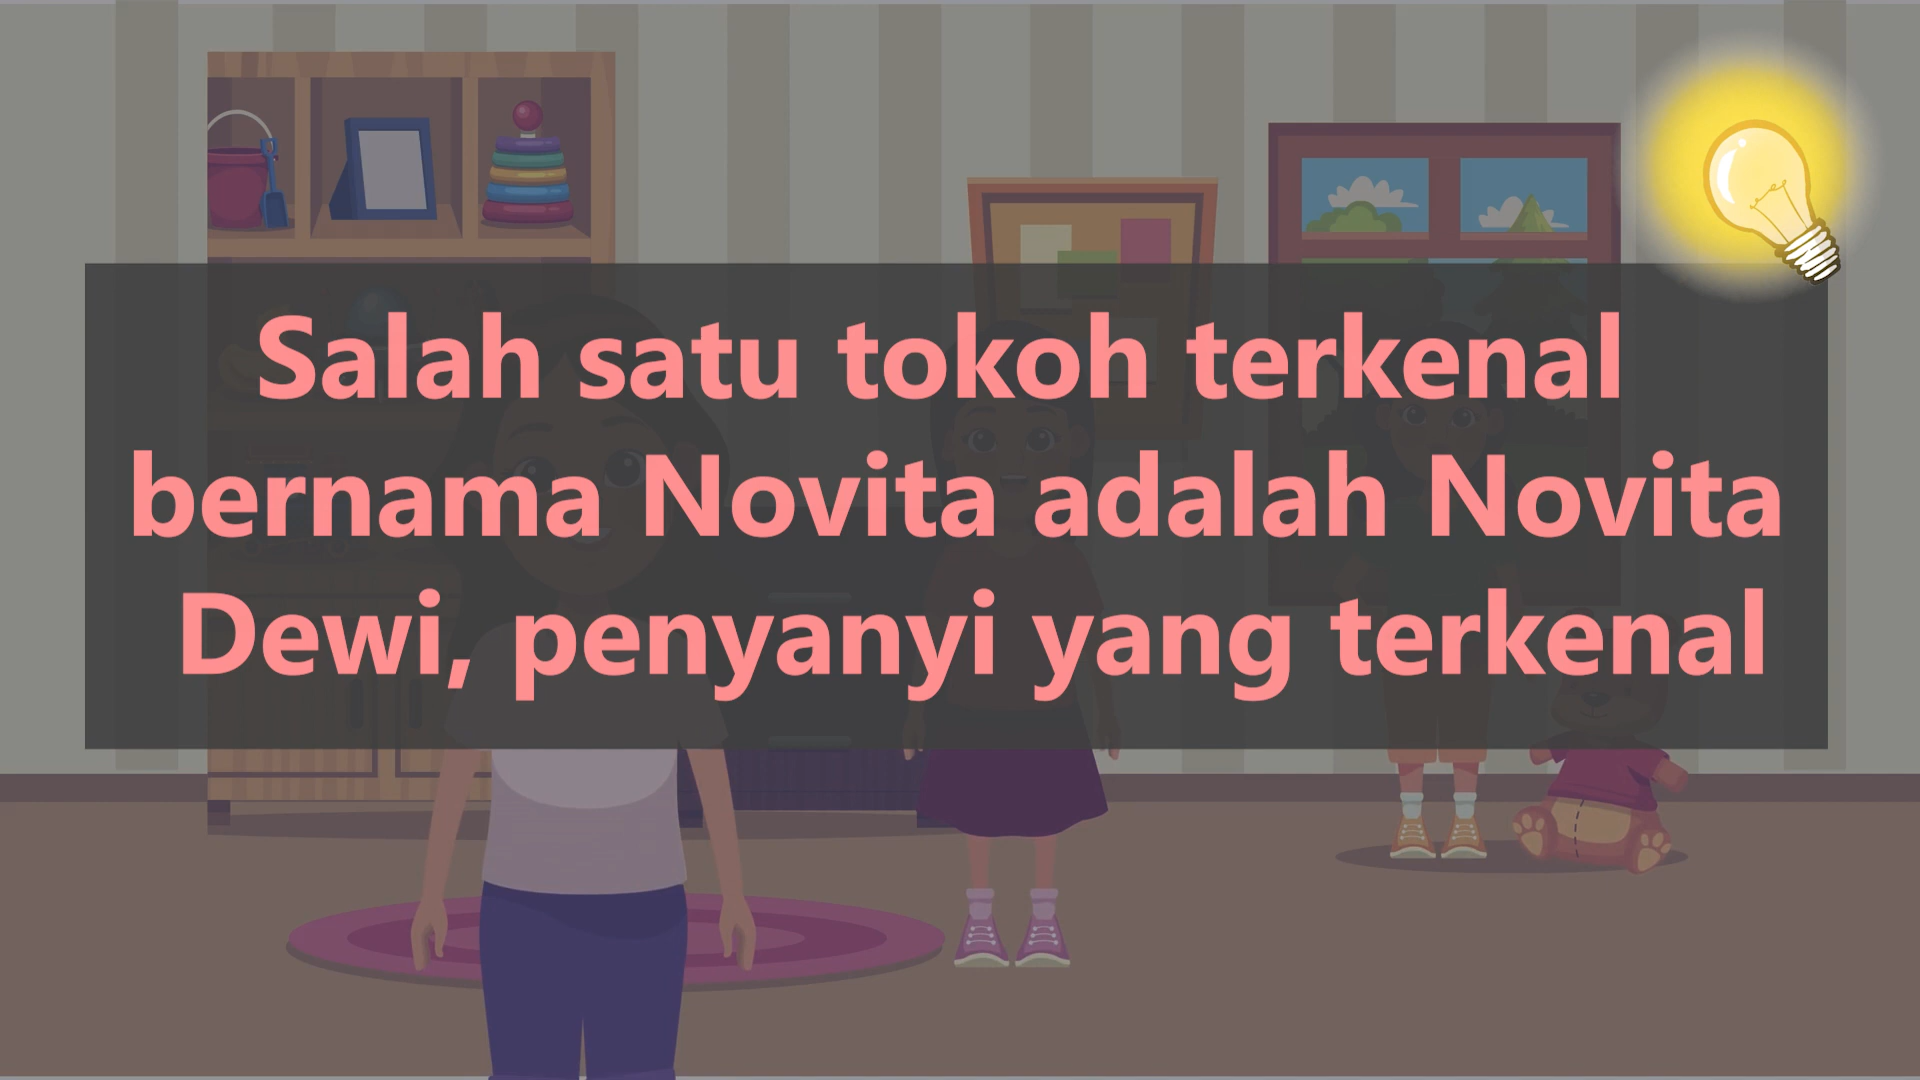 Salah satu tokoh terkenal
bernama Novita adalah Novita
Dewi, penyanyi yang terkenal